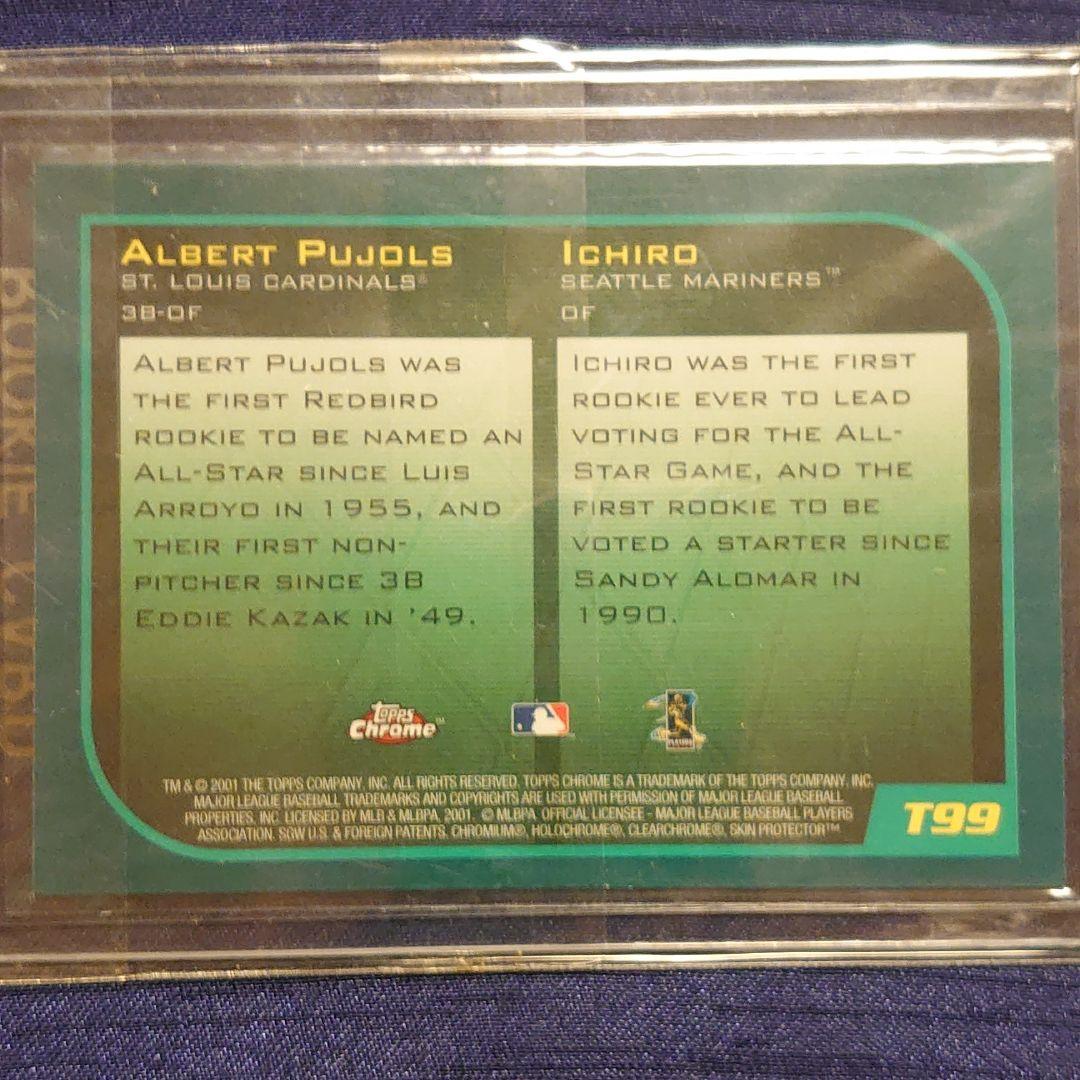 ALBERT PUJOLS
ST. LOUIS CARDINALS®
3B-OF
ALBERT PUJOLS WAS
THE FIRST REDBIRD
ROOKIE TO BE NAMED AN
ALL-STAR SINCE LUIS
ARROYO IN 1955, AND
THEIR FIRST NON-
PITCHER SINCE 3B
EDDIE KAZAK IN '49.
ICHIRO
SEATTLE MARINERS™
OF
ICHIRO WAS THE FIRST
ROOKIE EVER TO LEAD
VOTING FOR THE ALL-
STAR GAME, AND THE
FIRST ROOKIE TO BE
VOTED A STARTER SINCE
SANDY ALOMAR IN
1990.
Topps
Chrome™
PLAYERS
TM & © 2001 THE TOPPS COMPANY, INC. ALL RIGHTS RESERVED. TOPPS CHROME IS A TRADEMARK OF THE TOPPS COMPANY, INC.
MAJOR LEAGUE BASEBALL TRADEMARKS AND COPYRIGHTS ARE USED WITH PERMISSION OF MAJOR LEAGUE BASEBALL
PROPERTIES, INC. LICENSED BY MLB & MLBPA, 2001. © MLBPA OFFICIAL LICENSEE - MAJOR LEAGUE BASEBALL PLAYERS
ASSOCIATION. SGW U.S. & FOREIGN PATENTS. CHROMIUM®, HOLOCHROME®, CLEARCHROME®, SKIN PROTECTOR™
T99
ROOKIE CARD